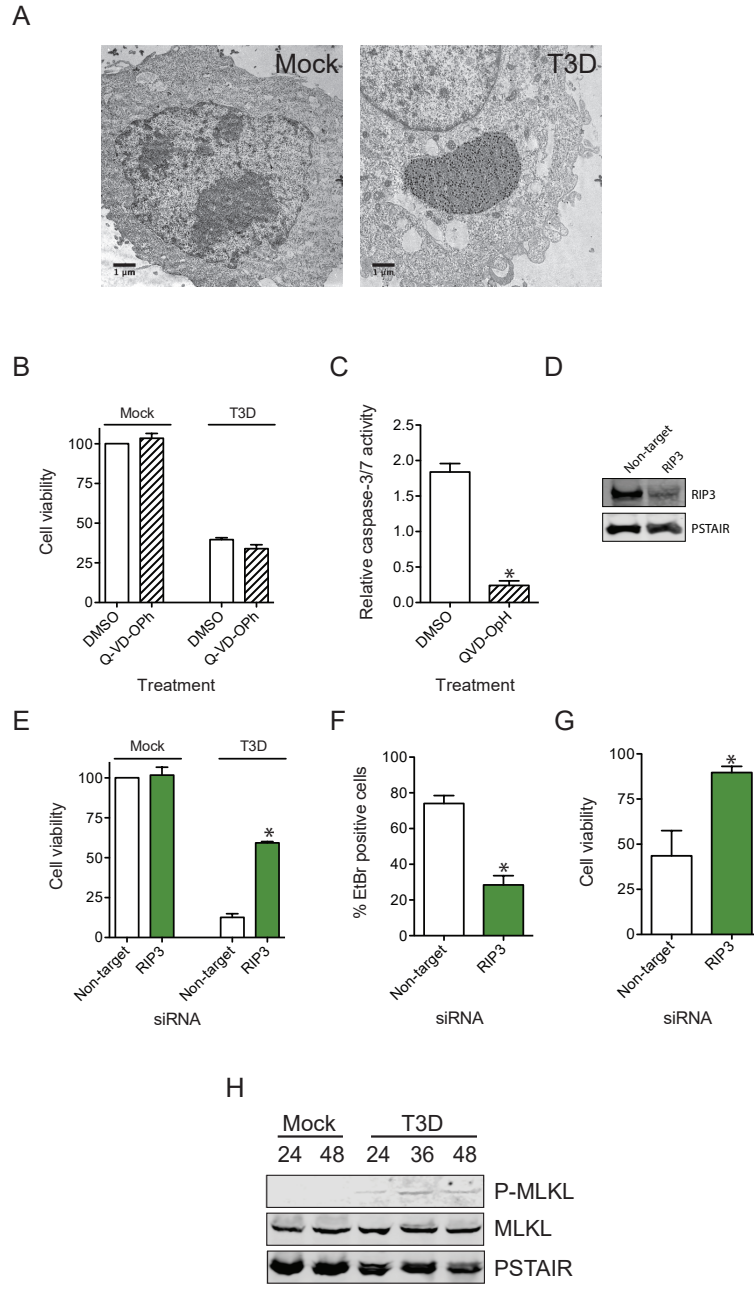 A
Mock
T3D
1 µm
1 µm
B
Mock
T3D
Cell viability
100
75
50
25
0
DMSO
Q-VD-OPh
DMSO
Q-VD-OPh
Treatment
C
Relative caspase-3/7 activity
2.5
2.0
1.5
1.0
0.5
0.0
*
DMSO
QVD-OpH
Treatment
D
Non-target
RIP3
RIP3
PSTAIR
E
Mock
T3D
Cell viability
100
75
50
25
0
*
Non-target
RIP3
Non-target
RIP3
siRNA
F
% EtBr positive cells
100
80
60
40
20
0
*
Non-target
RIP3
siRNA
G
Cell viability
100
75
50
25
0
*
Non-target
RIP3
siRNA
H
Mock T3D
24 48 24 36 48
P-MLKL
MLKL
PSTAIR